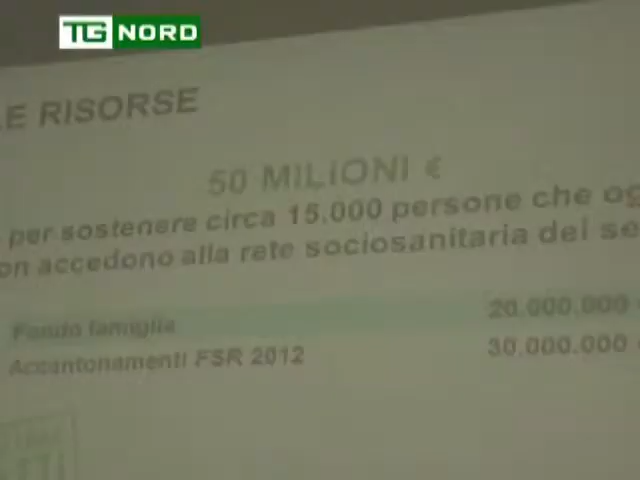 TG NORD
LE RISORSE
50 MILIONI €
per sostenere circa 15.000 persone che og
on accedono alla rete sociosanitaria dei se
Fondo famiglia 20.000.000
Accantonamenti FSR 2012 30.000.000